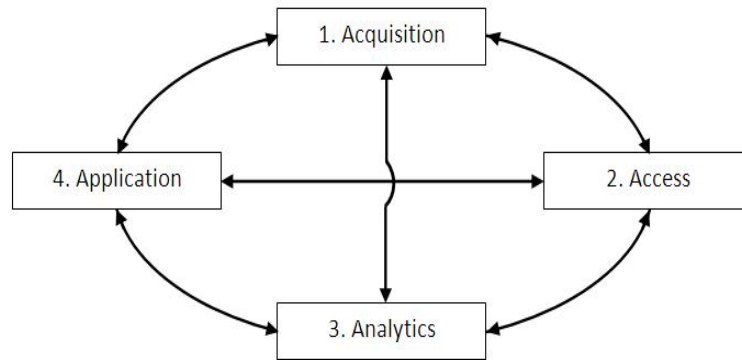 1. Acquisition
4. Application
2. Access
3. Analytics